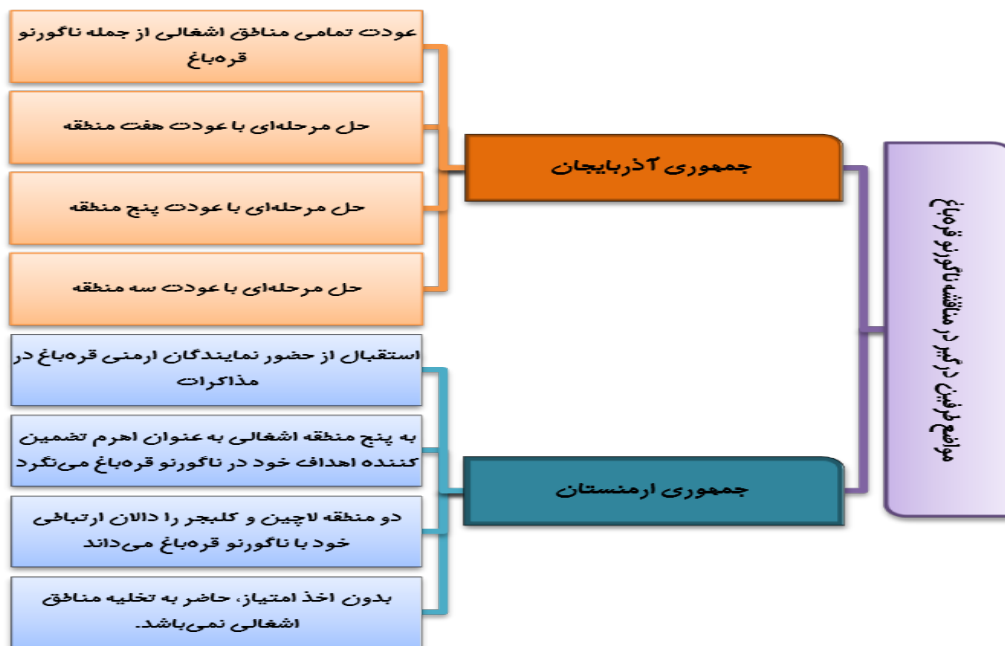 مواضع طرفین درگیر در مناقشه ناگورنو قره‌باغ
جمهوری آذربایجان
عودت تمامی مناطق اشغالی از جمله ناگورنو
قره‌باغ
حل مرحله‌ای با عودت هفت منطقه
حل مرحله‌ای با عودت پنج منطقه
حل مرحله‌ای با عودت سه منطقه
جمهوری ارمنستان
استقبال از حضور نمایندگان ارمنی قره‌باغ در
مذاکرات
به پنج منطقه اشغالی به عنوان اهرم تضمین
کننده اهداف خود در ناگورنو قره‌باغ می‌نگرد
دو منطقه لاچین و کلبجر را دالان ارتباطی
خود با ناگورنو قره‌باغ می‌داند
بدون اخذ امتیاز، حاضر به تخلیه مناطق
اشغالی نمی‌باشد.